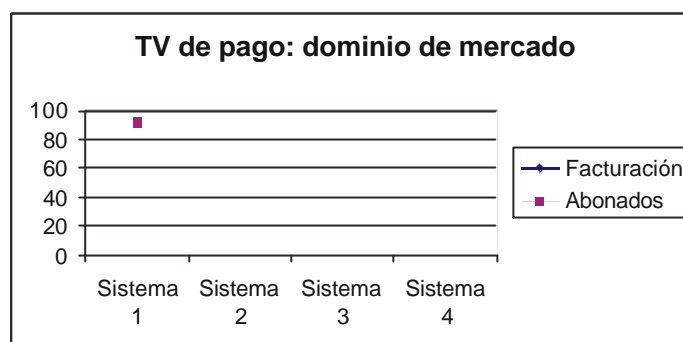 TV de pago: dominio de mercado
100
80
60
40
20
0
Sistema 1
Sistema 2
Sistema 3
Sistema 4
Facturación
Abonados